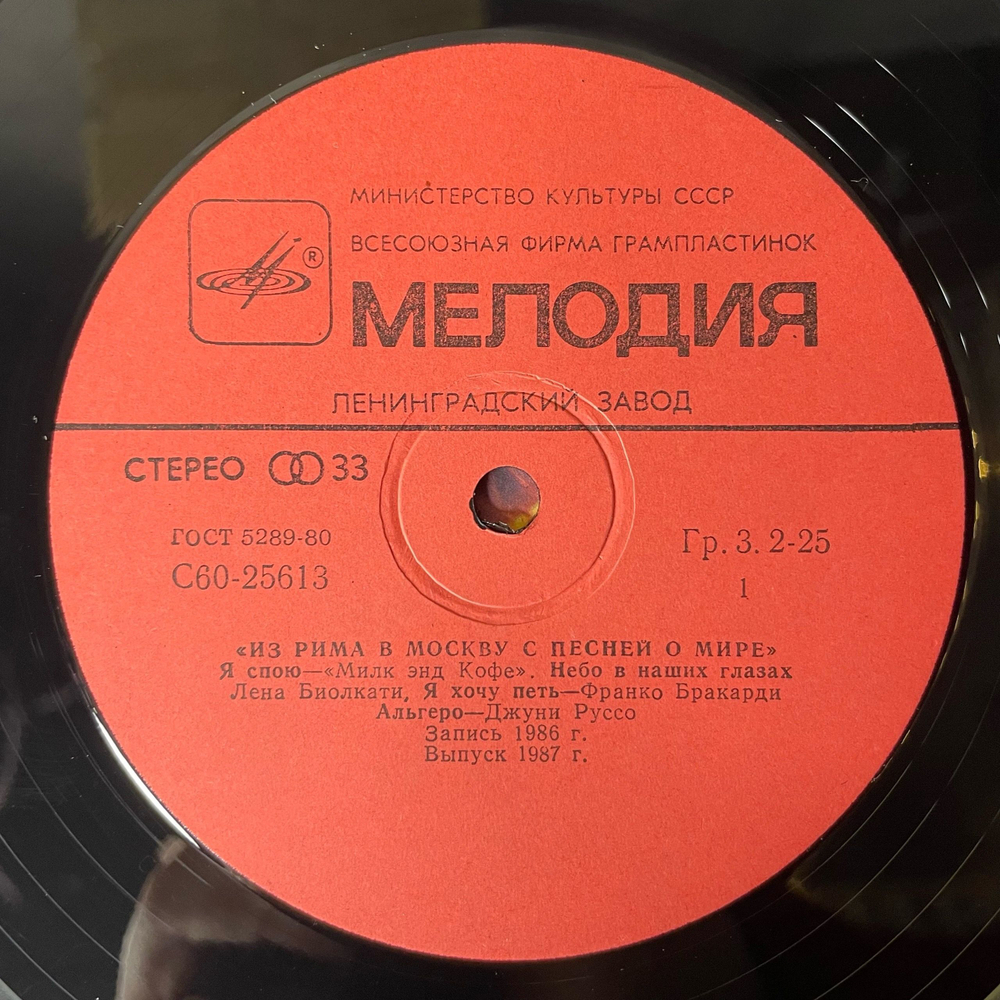 МИНИСТЕРСТВО КУЛЬТУРЫ СССР
ВСЕСОЮЗНАЯ ФИРМА ГРАМПЛАСТИНОК
®
МЕЛОДИЯ
ЛЕНИНГРАДСКИЙ ЗАВОД
СТЕРЕО 33
ГОСТ 5289-80
Гр. 3. 2-25
С60-25613
1
«ИЗ РИМА В МОСКВУ С ПЕСНЕЙ О МИРЕ»
Я спою—«Милк энд Кофе». Небо в наших глазах
Лена Биолкати, Я хочу петь—Франко Бракарди
Альгеро—Джуни Руссо
Запись 1986 г.
Выпуск 1987 г.